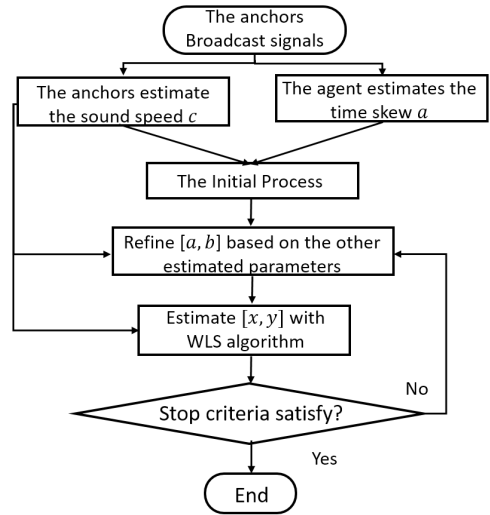 The anchors
Broadcast signals
The anchors estimate
the sound speed c
The agent estimates the
time skew a
The Initial Process
Refine [a, b] based on the other
estimated parameters
Estimate [x, y] with
WLS algorithm
Stop criteria satisfy?
No
Yes
End